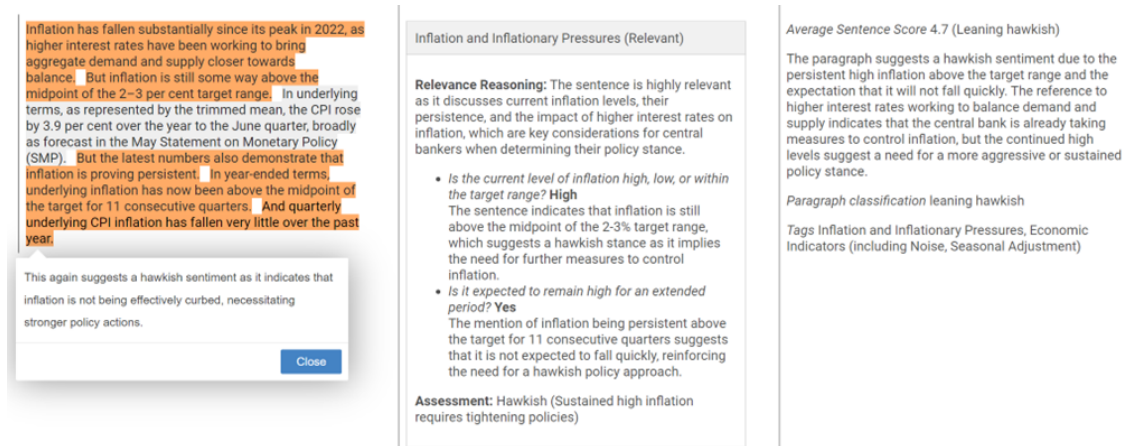 Inflation has fallen substantially since its peak in 2022, as
higher interest rates have been working to bring
aggregate demand and supply closer towards
balance. But inflation is still some way above the
midpoint of the 2–3 per cent target range. In underlying
terms, as represented by the trimmed mean, the CPI rose
by 3.9 per cent over the year to the June quarter, broadly
as forecast in the May Statement on Monetary Policy
(SMP). But the latest numbers also demonstrate that
inflation is proving persistent. In year-ended terms,
underlying inflation has now been above the midpoint of
the target for 11 consecutive quarters. And quarterly
underlying CPI inflation has fallen very little over the past
year.
This again suggests a hawkish sentiment as it indicates that
inflation is not being effectively curbed, necessitating
stronger policy actions.
Close
Inflation and Inflationary Pressures (Relevant)
Relevance Reasoning: The sentence is highly relevant
as it discusses current inflation levels, their
persistence, and the impact of higher interest rates on
inflation, which are key considerations for central
bankers when determining their policy stance.
• Is the current level of inflation high, low, or within
the target range? High
The sentence indicates that inflation is still
above the midpoint of the 2-3% target range,
which suggests a hawkish stance as it implies
the need for further measures to control
inflation.
• Is it expected to remain high for an extended
period? Yes
The mention of inflation being persistent above
the target for 11 consecutive quarters suggests
that it is not expected to fall quickly, reinforcing
the need for a hawkish policy approach.
Assessment: Hawkish (Sustained high inflation
requires tightening policies)
Average Sentence Score 4.7 (Leaning hawkish)
The paragraph suggests a hawkish sentiment due to the
persistent high inflation above the target range and the
expectation that it will not fall quickly. The reference to
higher interest rates working to balance demand and
supply indicates that the central bank is already taking
measures to control inflation, but the continued high
levels suggest a need for a more aggressive or sustained
policy stance.
Paragraph classification leaning hawkish
Tags Inflation and Inflationary Pressures, Economic
Indicators (including Noise, Seasonal Adjustment)